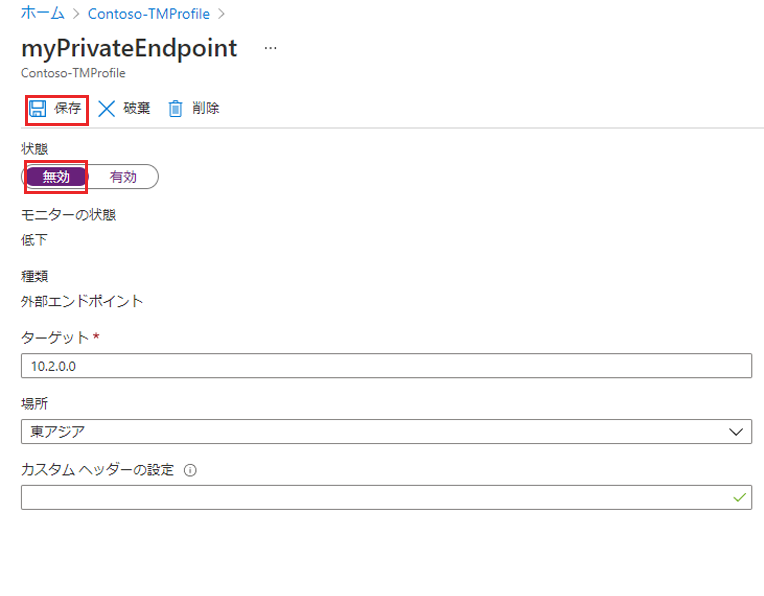 ホーム > Contoso-TMProfile >
myPrivateEndpoint ...
Contoso-TMProfile
保存 破棄 削除
状態
無効 有効
モニターの状態
低下
種類
外部エンドポイント
ターゲット *
10.2.0.0
場所
東アジア
カスタム ヘッダーの設定